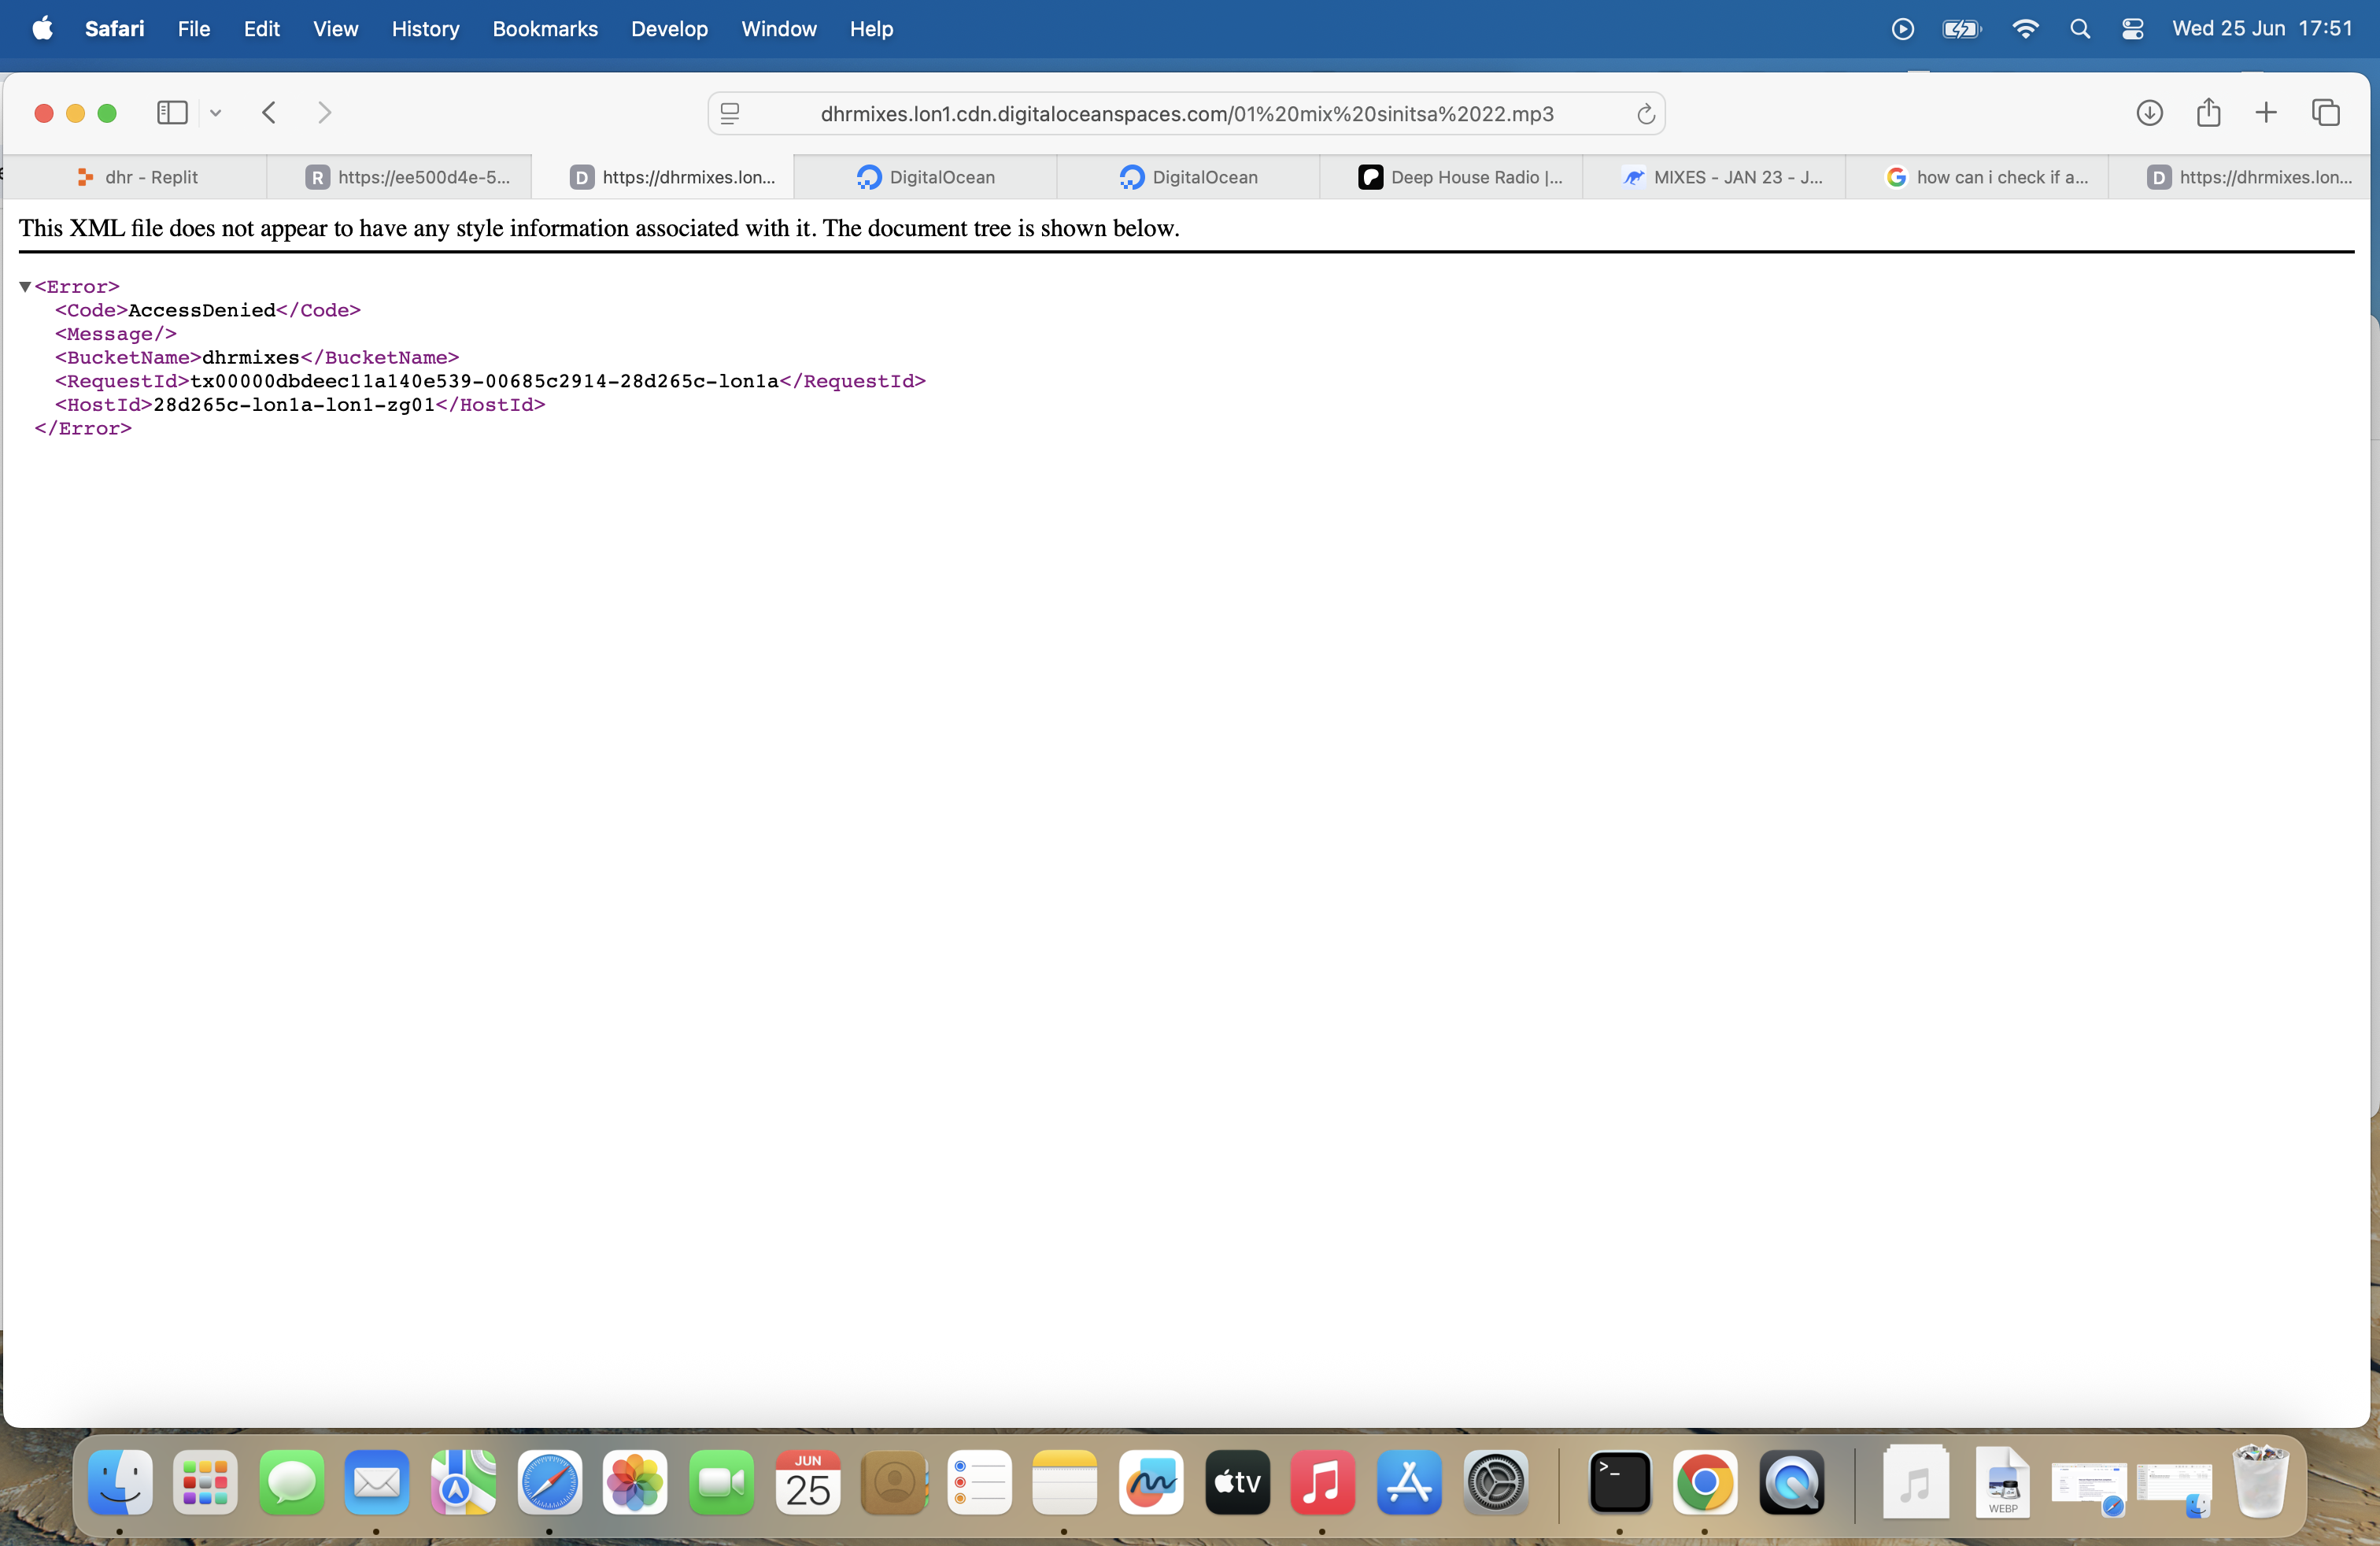 Safari File Edit View History Bookmarks Develop Window Help Wed 25 Jun 17:51
dhrmixes.lon1.cdn.digitaloceanspaces.com/01%20mix%20sinitsa%2022.mp3
dhr - Replit R https://ee500d4e-5... D https://dhrmixes.lon... DigitalOcean DigitalOcean Deep House Radio |... MIXES - JAN 23 - J... how can i check if a... D https://dhrmixes.lon...
This XML file does not appear to have any style information associated with it. The document tree is shown below.
▼<Error>
<Code>AccessDenied</Code>
<Message/>
<BucketName>dhrmixes</BucketName>
<RequestId>tx00000dbdeec11a140e539-00685c2914-28d265c-lon1a</RequestId>
<HostId>28d265c-lon1a-lon1-zg01</HostId>
</Error>
JUN
25
tv
>_
WEBP